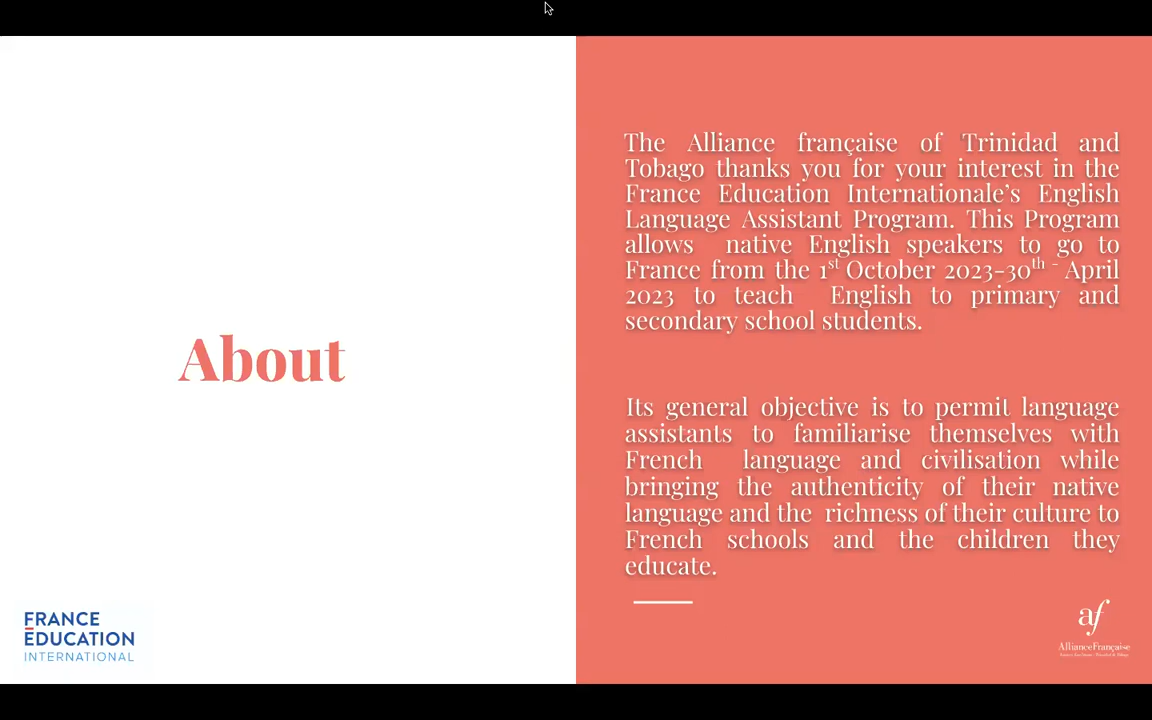 About
FRANCE
ÉDUCATION
INTERNATIONAL
The Alliance française of Trinidad and
Tobago thanks you for your interest in the
France Education Internationale’s English
Language Assistant Program. This Program
allows native English speakers to go to
France from the 1st October 2023-30th - April
2023 to teach English to primary and
secondary school students.
Its general objective is to permit language
assistants to familiarise themselves with
French language and civilisation while
bringing the authenticity of their native
language and the richness of their culture to
French schools and the children they
educate.
af
AllianceFrançaise